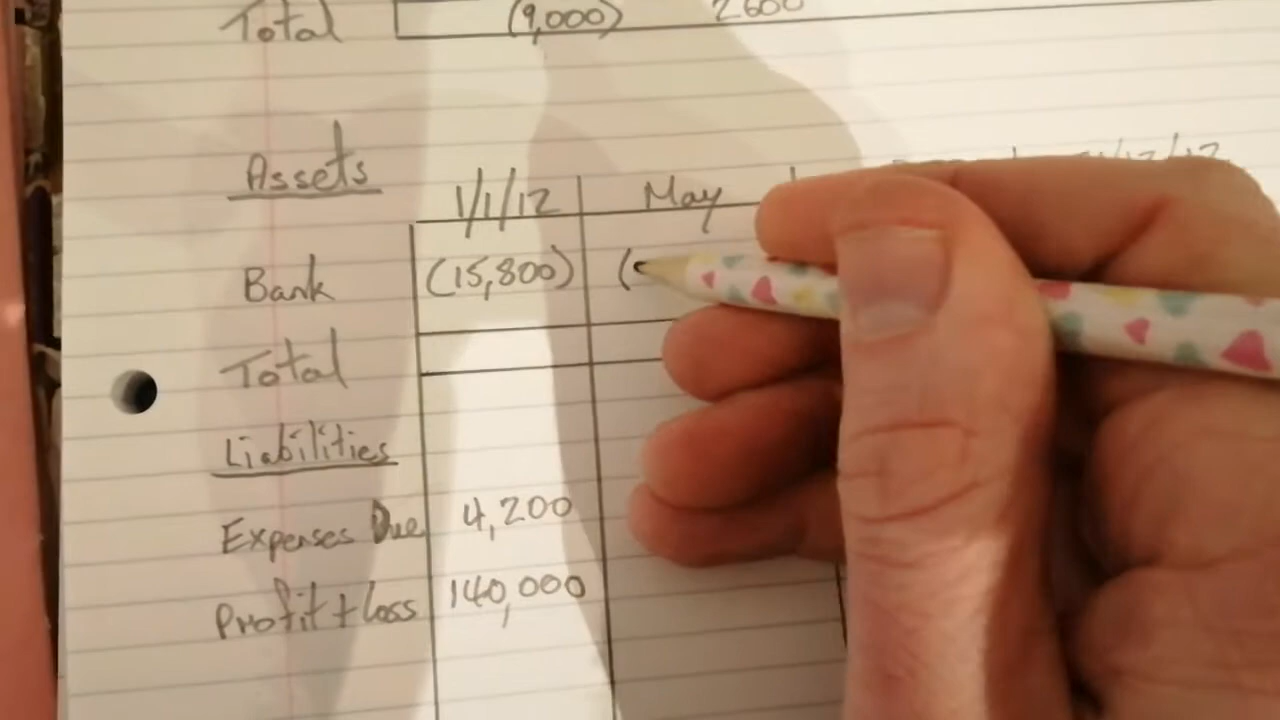 Total (9,000) 2600
Assets
1/1/12 May
Bank (15,800) (
Total
Liabilities
Expenses Due 4,200
Profit + Loss 140,000